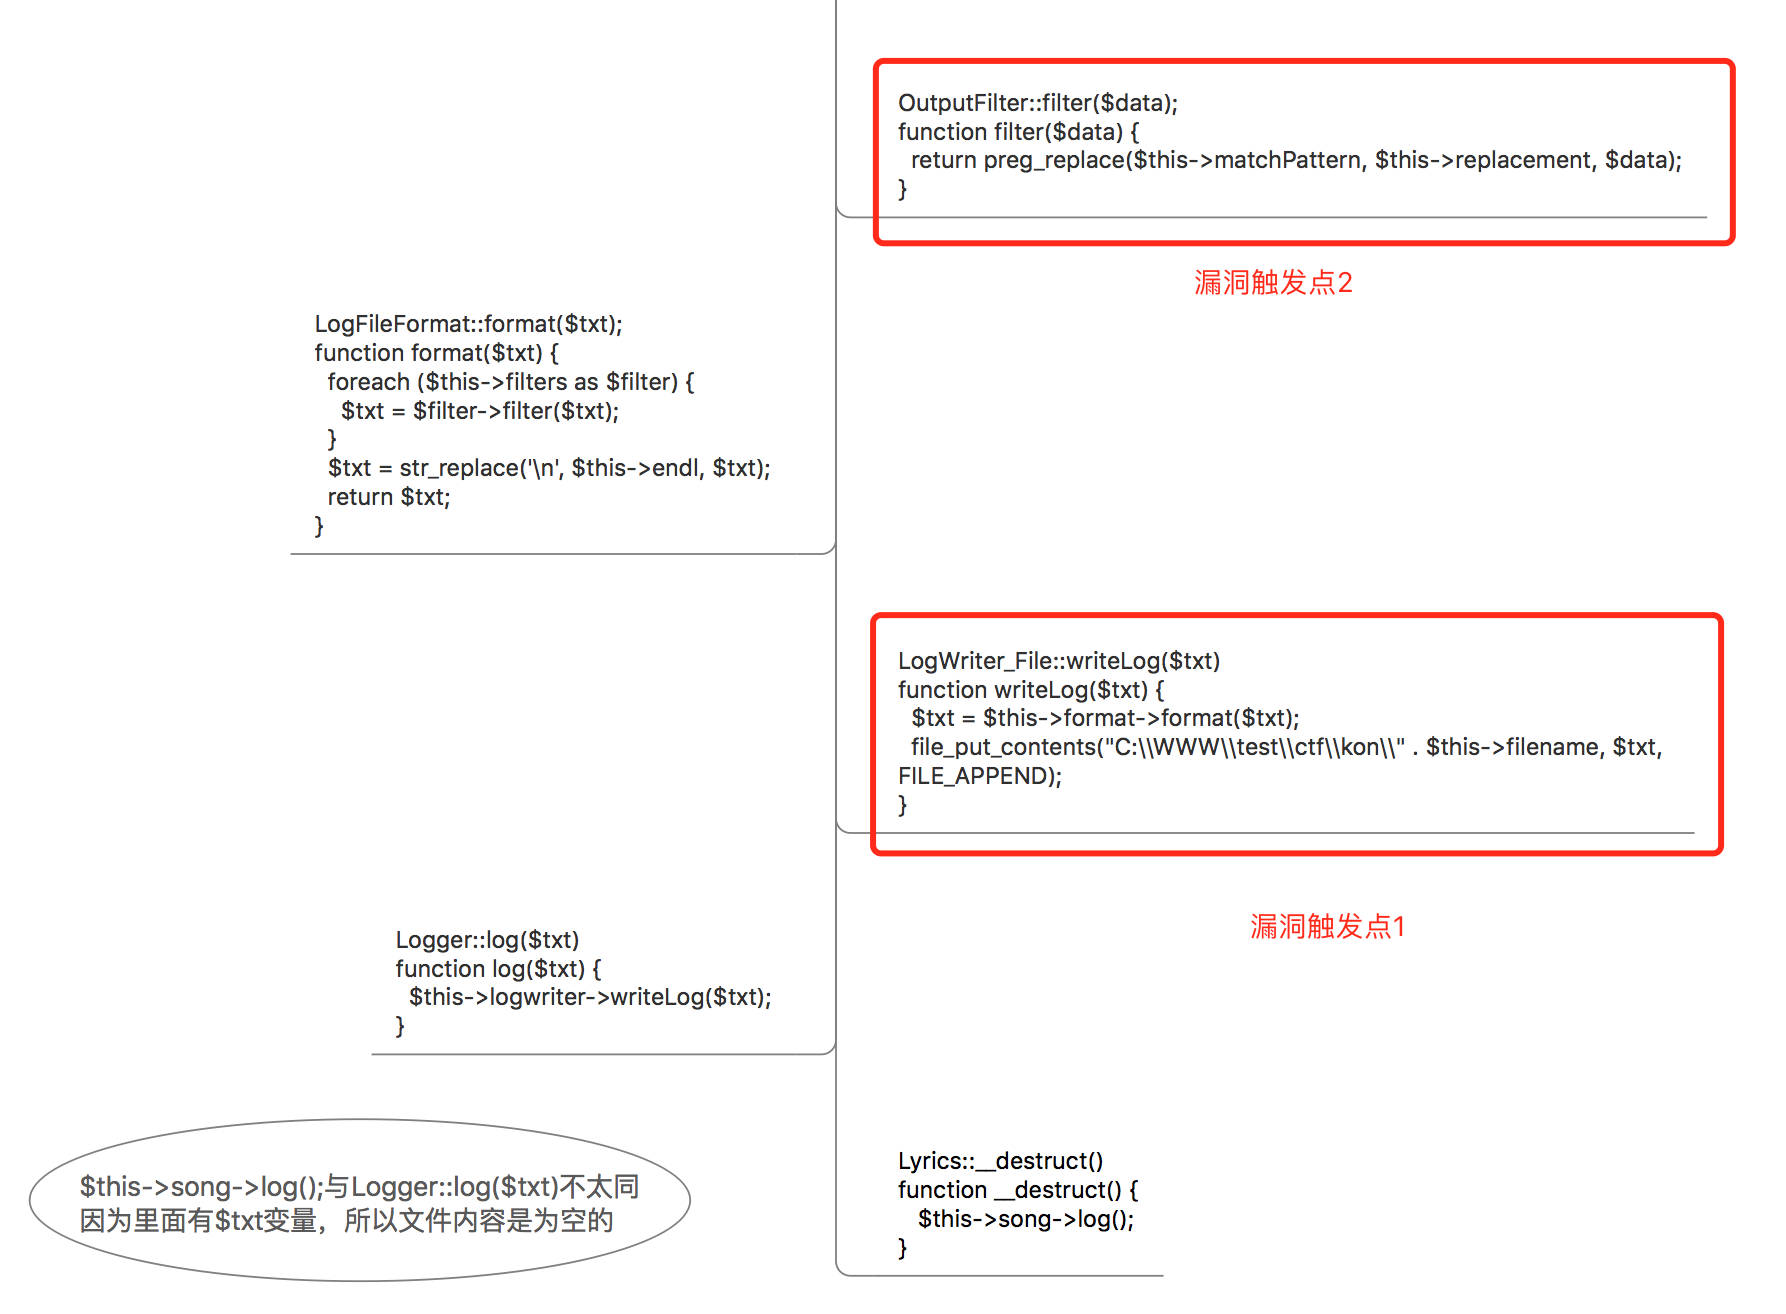 OutputFilter::filter($data);
function filter($data) {
  return preg_replace($this->matchPattern, $this->replacement, $data);
}
漏洞触发点2
LogFileFormat::format($txt);
function format($txt) {
  foreach ($this->filters as $filter) {
    $txt = $filter->filter($txt);
  }
  $txt = str_replace('\n', $this->endl, $txt);
  return $txt;
}
LogWriter_File::writeLog($txt)
function writeLog($txt) {
  $txt = $this->format->format($txt);
  file_put_contents("C:\\WWW\\test\\ctf\\kon\\" . $this->filename, $txt,
FILE_APPEND);
}
漏洞触发点1
Logger::log($txt)
function log($txt) {
  $this->logwriter->writeLog($txt);
}
Lyrics::__destruct()
function __destruct() {
   $this->song->log();
}
$this->song->log();与Logger::log($txt)不太同
因为里面有$txt变量，所以文件内容是为空的